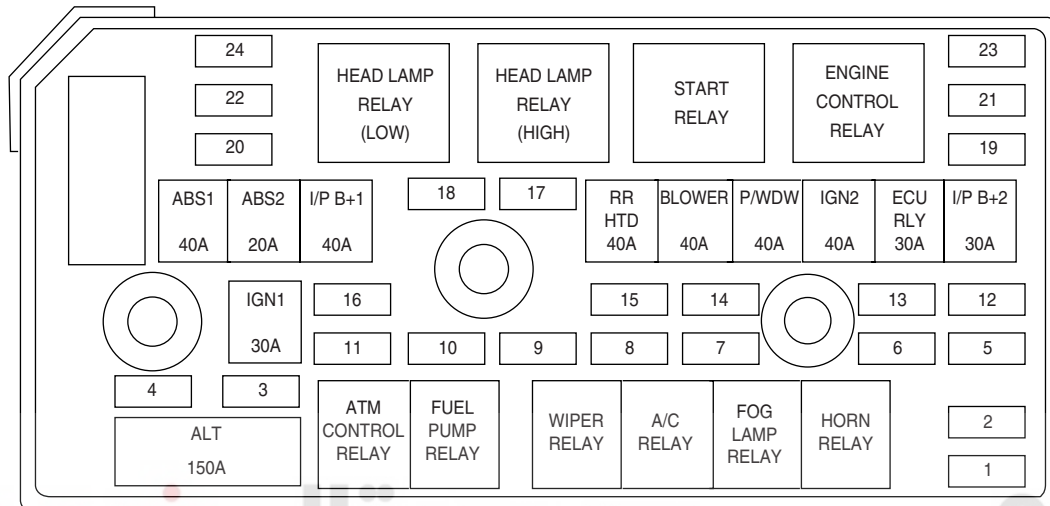 24
22
20
HEAD LAMP
RELAY
(LOW)
HEAD LAMP
RELAY
(HIGH)
START
RELAY
ENGINE
CONTROL
RELAY
23
21
19
ABS1
40A
ABS2
20A
I/P B+1
40A
18
17
RR
HTD
40A
BLOWER
40A
P/WDW
40A
IGN2
40A
ECU
RLY
30A
I/P B+2
30A
IGN1
30A
16
15
14
13
12
11
10
9
8
7
6
5
4
3
ALT
150A
ATM
CONTROL
RELAY
FUEL
PUMP
RELAY
WIPER
RELAY
A/C
RELAY
FOG
LAMP
RELAY
HORN
RELAY
2
1